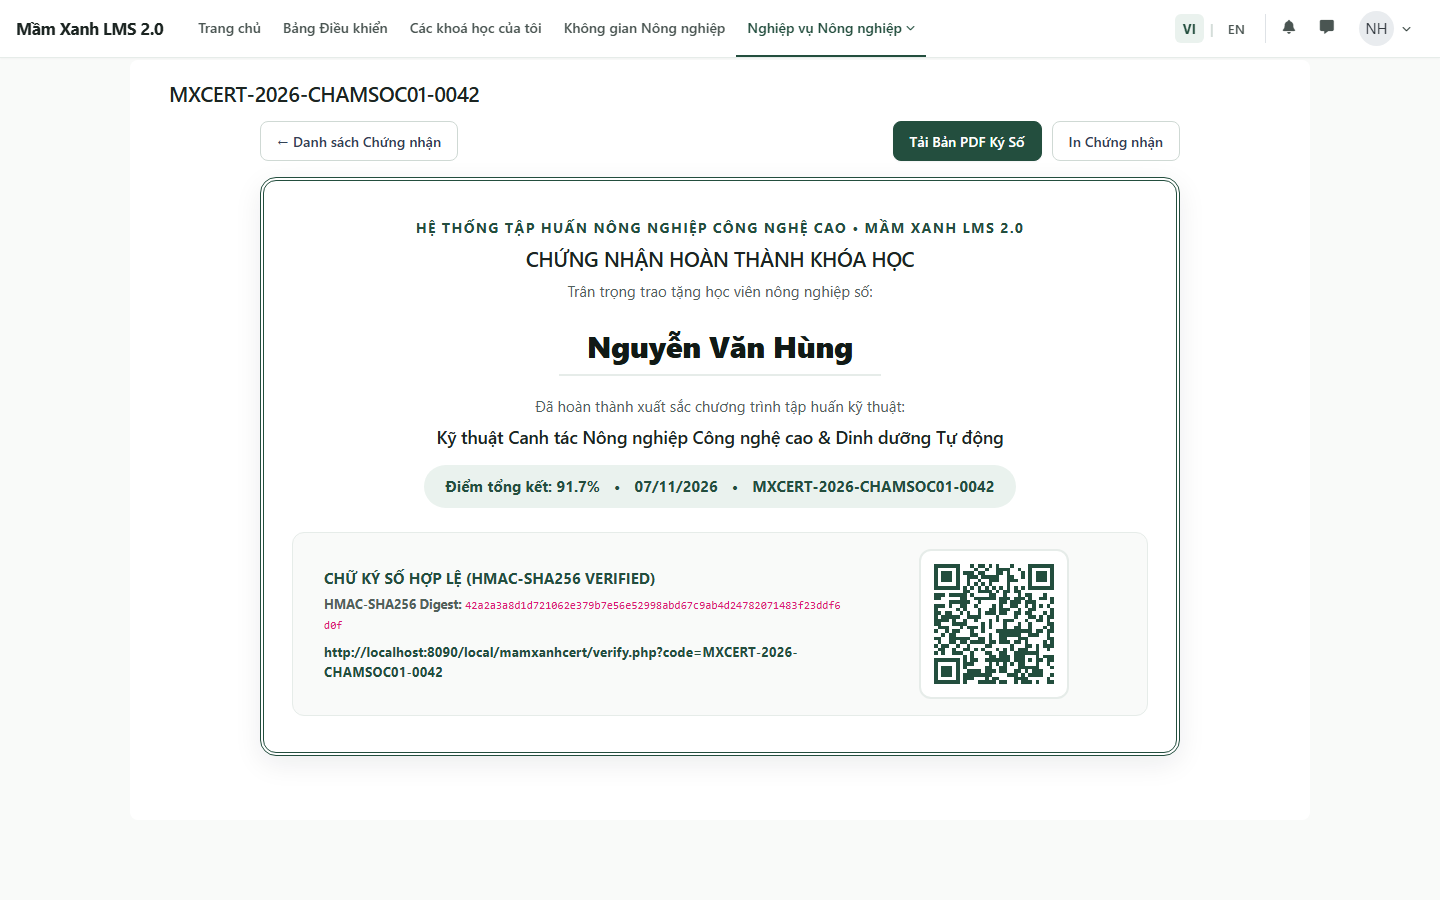 Mầm Xanh LMS 2.0
Trang chủ
Bảng Điều khiển
Các khoá học của tôi
Không gian Nông nghiệp
Nghiệp vụ Nông nghiệp
VI | EN
NH
MXCERT-2026-CHAMSOC01-0042
← Danh sách Chứng nhận
Tải Bản PDF Ký Số
In Chứng nhận
HỆ THỐNG TẬP HUẤN NÔNG NGHIỆP CÔNG NGHỆ CAO • MẦM XANH LMS 2.0
CHỨNG NHẬN HOÀN THÀNH KHÓA HỌC
Trân trọng trao tặng học viên nông nghiệp số:
Nguyễn Văn Hùng
Đã hoàn thành xuất sắc chương trình tập huấn kỹ thuật:
Kỹ thuật Canh tác Nông nghiệp Công nghệ cao & Dinh dưỡng Tự động
Điểm tổng kết: 91.7% • 07/11/2026 • MXCERT-2026-CHAMSOC01-0042
CHỮ KÝ SỐ HỢP LỆ (HMAC-SHA256 VERIFIED)
HMAC-SHA256 Digest: 42a2a3a8d1d721062e379b7e56e52998abd67c9ab4d24782071483f23ddf6
d0f
http://localhost:8090/local/mamxanhcert/verify.php?code=MXCERT-2026-
CHAMSOC01-0042